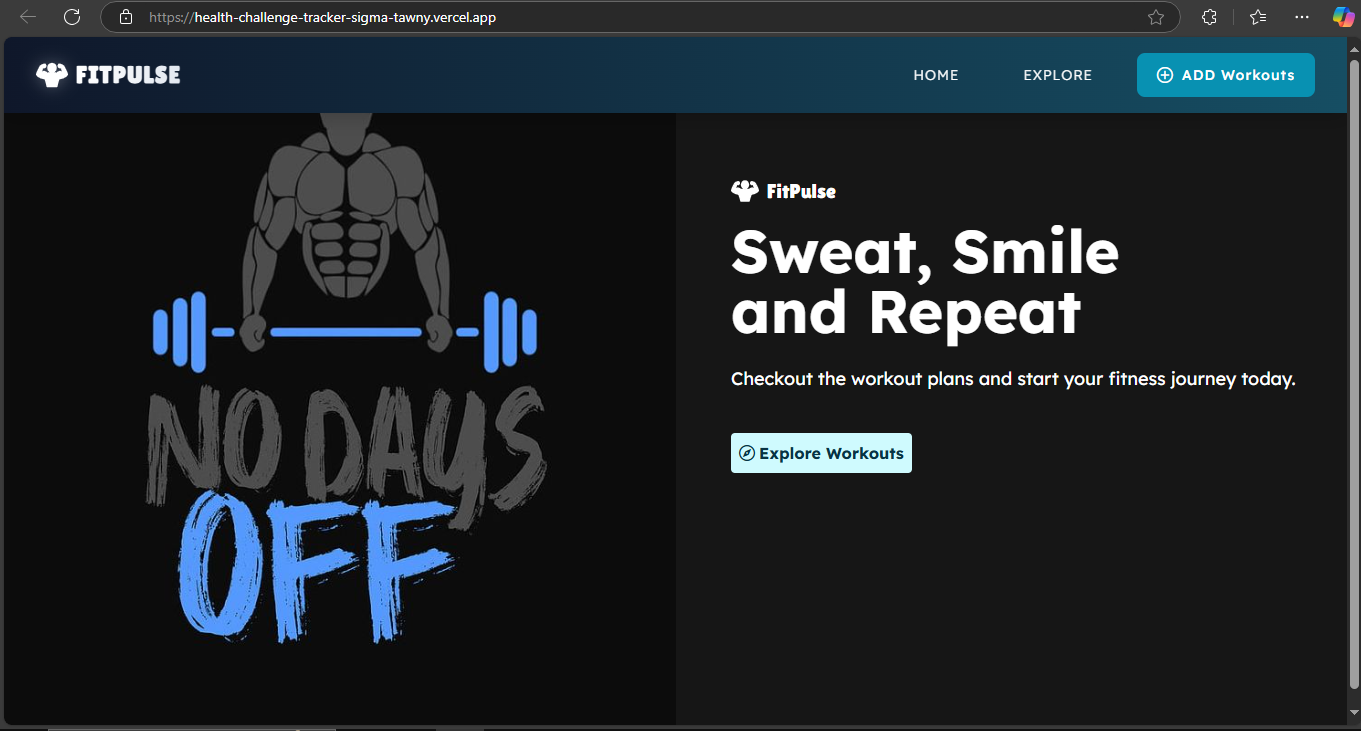 https://health-challenge-tracker-sigma-tawny.vercel.app
FITPULSE
HOME
EXPLORE
ADD Workouts
NO DAYS
OFF
FitPulse
Sweat, Smile
and Repeat
Checkout the workout plans and start your fitness journey today.
Explore Workouts